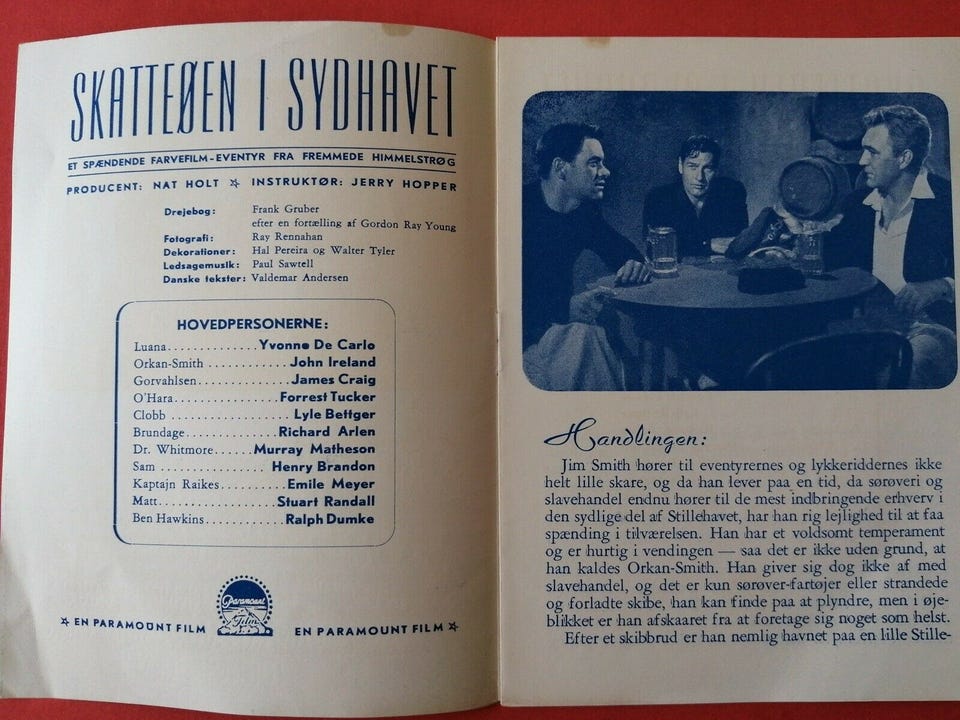 SKATTEØEN I SYDHAVET
ET SPÆNDENDE FARVEFILM-EVENTYR FRA FREMMEDE HIMMELSTRØG
PRODUCENT: NAT HOLT ☆ INSTRUKTØR: JERRY HOPPER
Drejebog: Frank Gruber
efter en fortælling af Gordon Ray Young
Fotografi: Ray Rennahan
Dekorationer: Hal Pereira og Walter Tyler
Ledsagemusik: Paul Sawtell
Danske tekster: Valdemar Andersen
HOVEDPERSONERNE:
Luana.............. Yvonne De Carlo
Orkan-Smith ............ John Ireland
Gorvahlsen.............. James Craig
O'Hara................ Forrest Tucker
Clobb .................. Lyle Bettger
Brundage.............. Richard Arlen
Dr. Whitmore...... Murray Matheson
Sam ................ Henry Brandon
Kaptajn Raikes.......... Emile Meyer
Matt.................. Stuart Randall
Ben Hawkins............ Ralph Dumke
Paramount
Film
☆ EN PARAMOUNT FILM EN PARAMOUNT FILM ☆
Handlingen:
Jim Smith hører til eventyrernes og lykkeriddernes ikke
helt lille skare, og da han lever paa en tid, da sørøveri og
slavehandel endnu hører til de mest indbringende erhverv i
den sydlige del af Stillehavet, har han rig lejlighed til at faa
spænding i tilværelsen. Han har et voldsomt temperament
og er hurtig i vendingen — saa det er ikke uden grund, at
han kaldes Orkan-Smith. Han giver sig dog ikke af med
slavehandel, og det er kun sørøver-fartøjer eller strandede
og forladte skibe, han kan finde paa at plyndre, men i øje-
blikket er han afskaaret fra at foretage sig noget som helst.
Efter et skibbrud er han nemlig havnet paa en lille Stille-